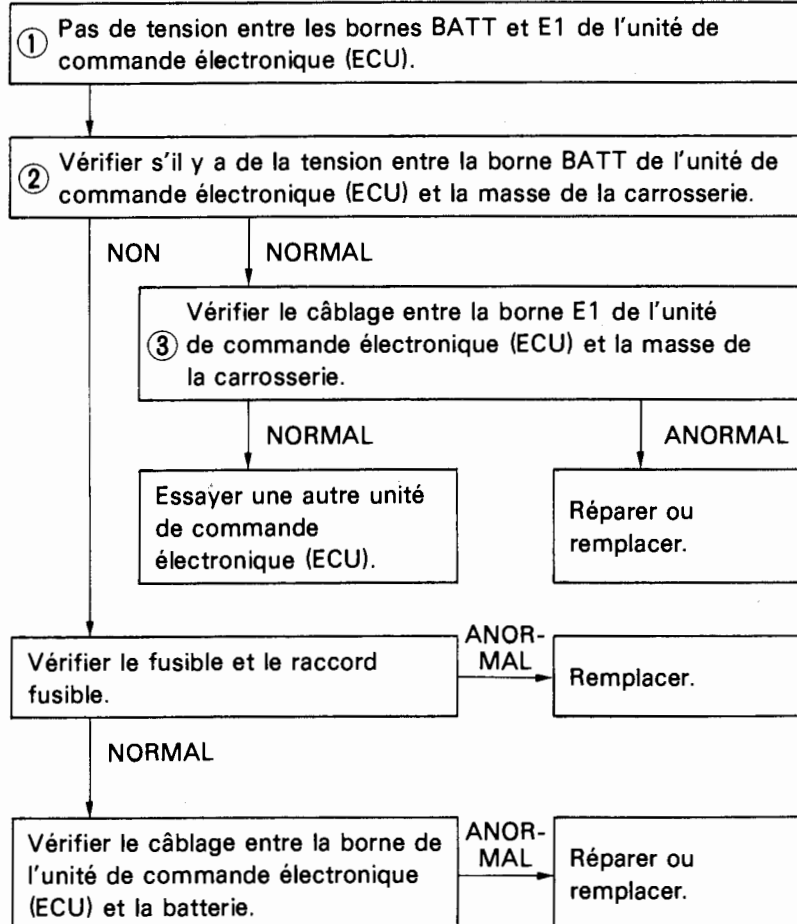 ① Pas de tension entre les bornes BATT et E1 de l'unité de
commande électronique (ECU).
② Vérifier s'il y a de la tension entre la borne BATT de l'unité de
commande électronique (ECU) et la masse de la carrosserie.
NON
NORMAL
Vérifier le câblage entre la borne E1 de l'unité
③ de commande électronique (ECU) et la masse de
la carrosserie.
NORMAL
ANORMAL
Essayer une autre unité
de commande
électronique (ECU).
Réparer ou
remplacer.
Vérifier le fusible et le raccord
fusible.
ANOR-
MAL
Remplacer.
NORMAL
Vérifier le câblage entre la borne de
l'unité de commande électronique
(ECU) et la batterie.
ANOR-
MAL
Réparer ou
remplacer.